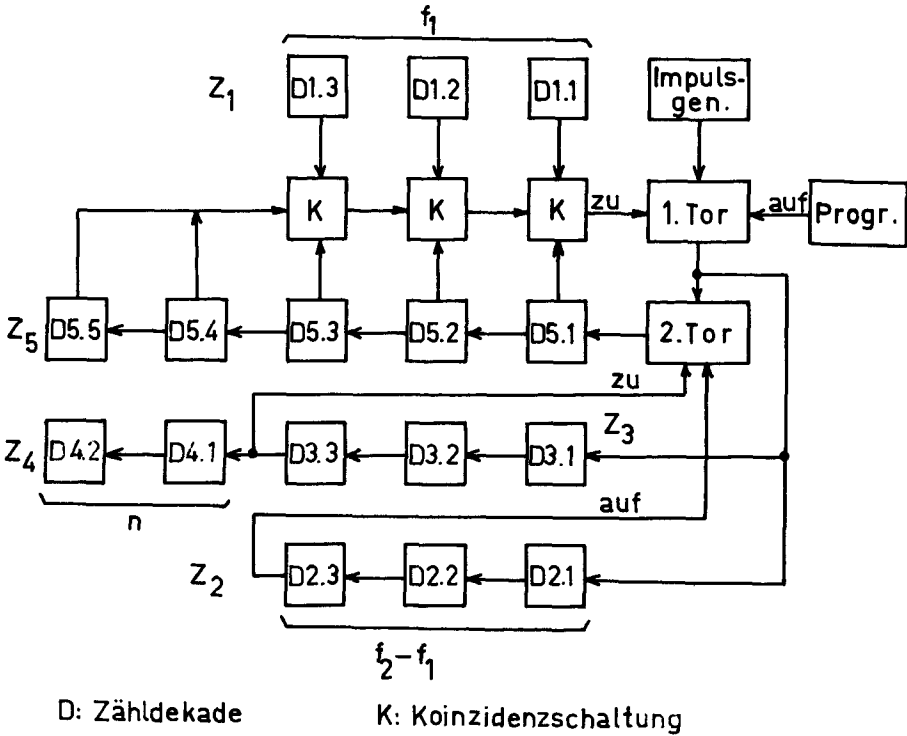 f₁
Z₁ D1.3 D1.2 D1.1 Impuls-
gen.
K K K zu 1. Tor auf Progr.
Z₅ D5.5 D5.4 D5.3 D5.2 D5.1 2. Tor
zu
Z₄ D4.2 D4.1 D3.3 D3.2 D3.1 Z₃
n
auf
Z₂ D2.3 D2.2 D2.1
f₂–f₁
D: Zähldekade K: Koinzidenzschaltung